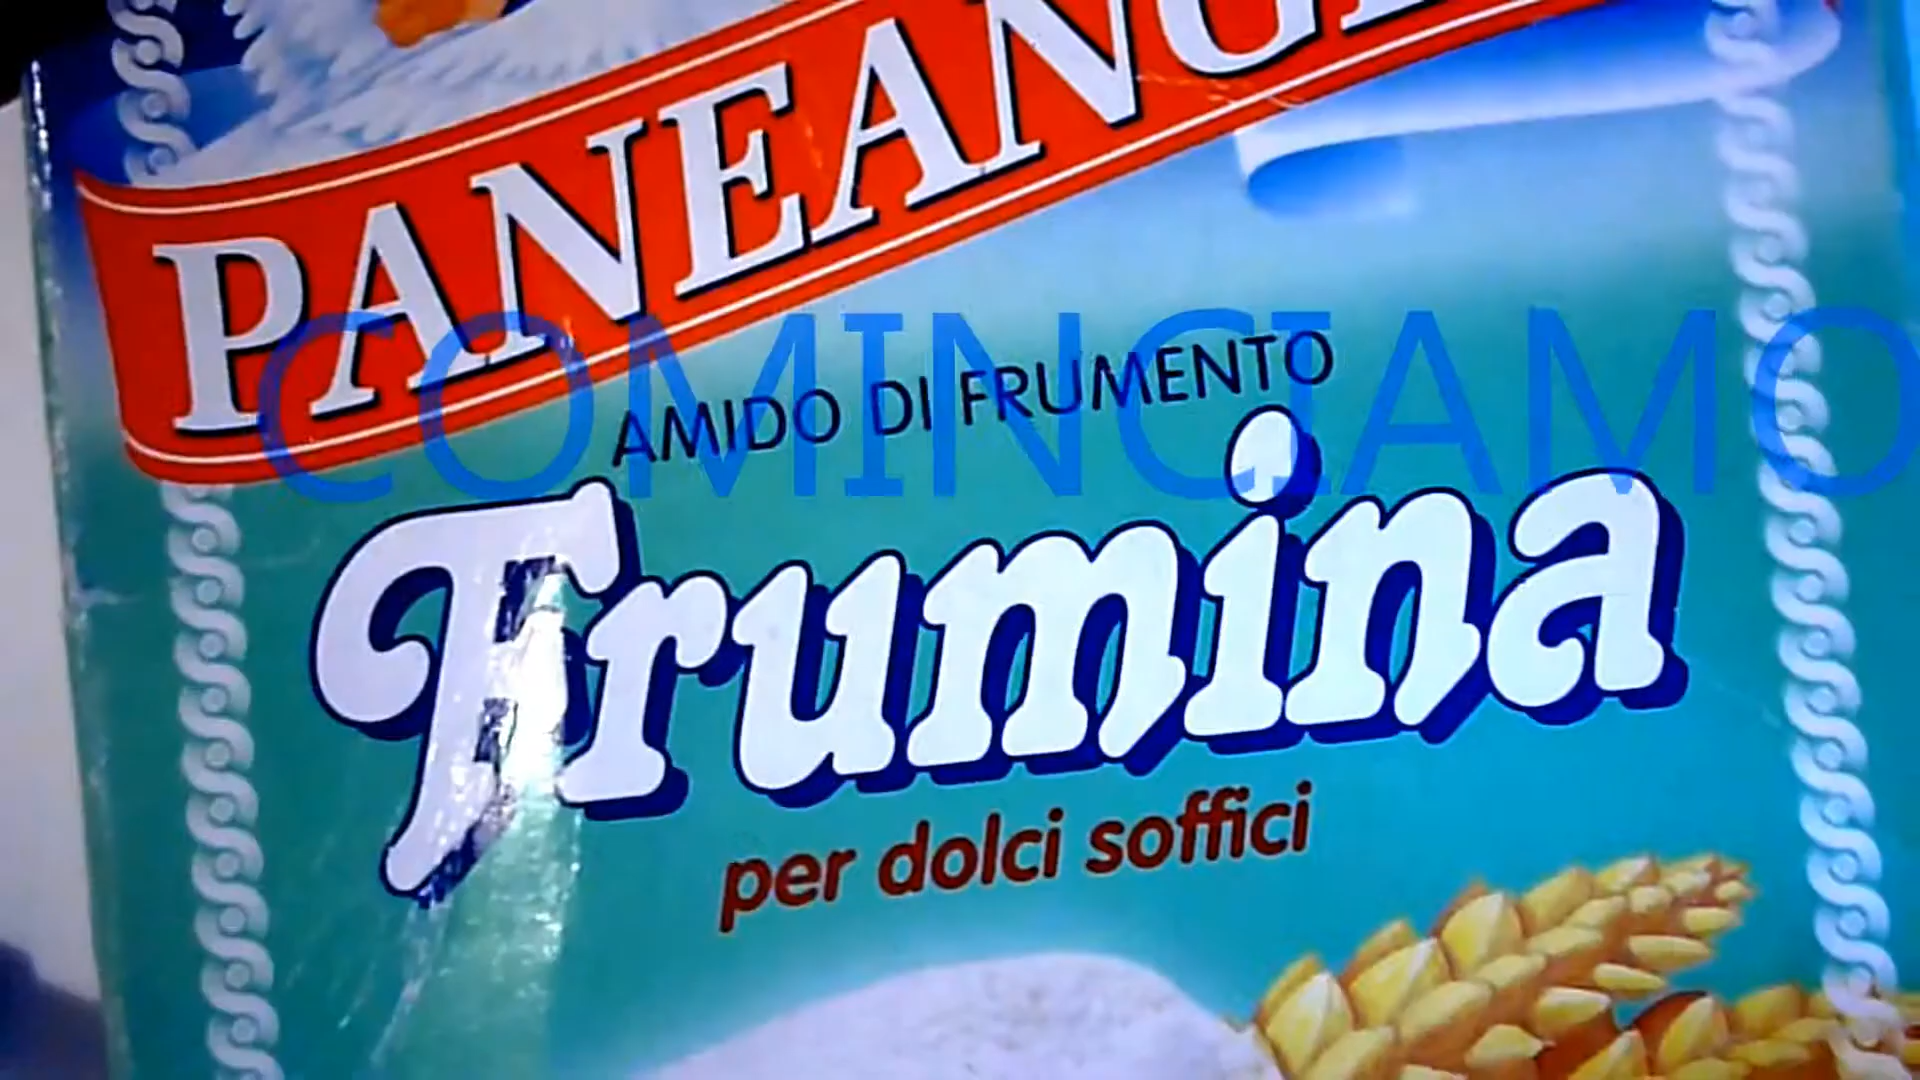 PANEANG
COMINCIAMO
AMIDO DI FRUMENTO
Frumina
per dolci soffici